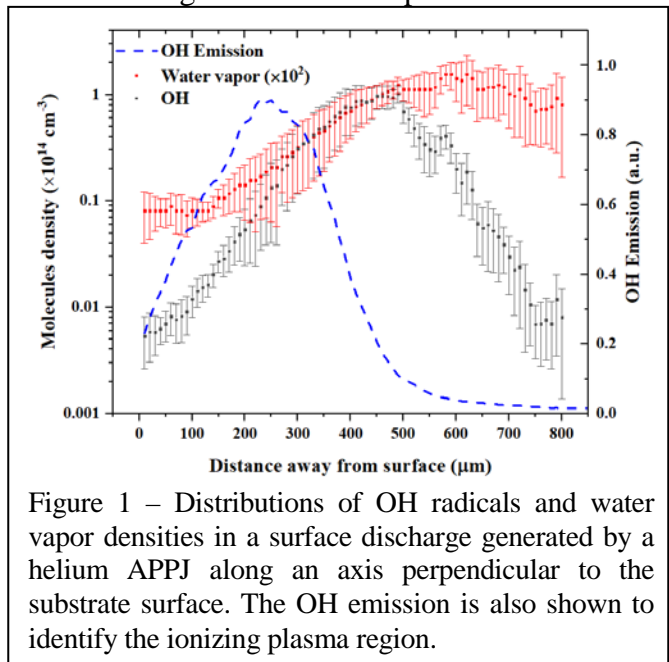 OH Emission
Water vapor (×10²)
OH
Molecules density (×10¹⁴ cm⁻³)
1
0.1
0.01
0.001
OH Emission (a.u.)
1.0
0.8
0.6
0.4
0.2
0.0
0 100 200 300 400 500 600 700 800
Distance away from surface (μm)
Figure 1 – Distributions of OH radicals and water
vapor densities in a surface discharge generated by a
helium APPJ along an axis perpendicular to the
substrate surface. The OH emission is also shown to
identify the ionizing plasma region.